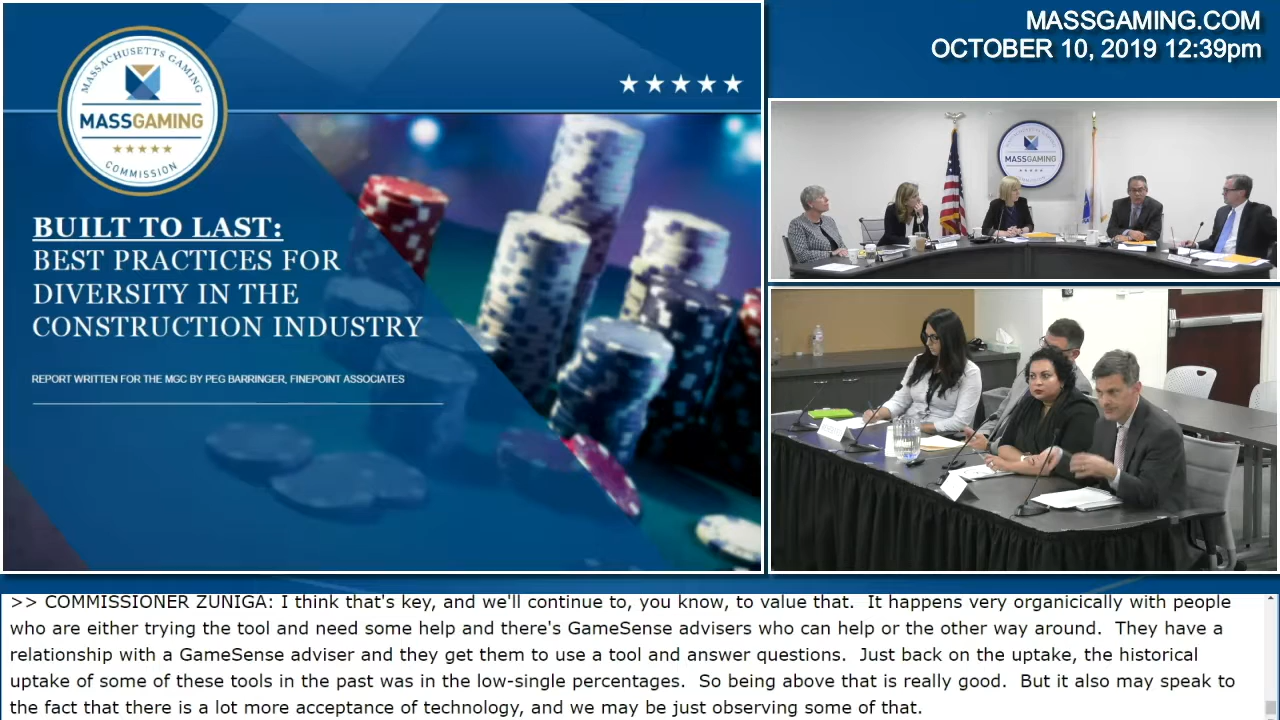 MASSACHUSETTS GAMING
MASSGAMING
COMMISSION
BUILT TO LAST:
BEST PRACTICES FOR
DIVERSITY IN THE
CONSTRUCTION INDUSTRY
REPORT WRITTEN FOR THE MGC BY PEG BARRINGER, FINEPOINT ASSOCIATES
MASSGAMING.COM
OCTOBER 10, 2019 12:39pm
MASSGAMING
>> COMMISSIONER ZUNIGA: I think that's key, and we'll continue to, you know, to value that.  It happens very organicically with people
who are either trying the tool and need some help and there's GameSense advisers who can help or the other way around.  They have a
relationship with a GameSense adviser and they get them to use a tool and answer questions.  Just back on the uptake, the historical
uptake of some of these tools in the past was in the low-single percentages.  So being above that is really good.  But it also may speak to
the fact that there is a lot more acceptance of technology, and we may be just observing some of that.